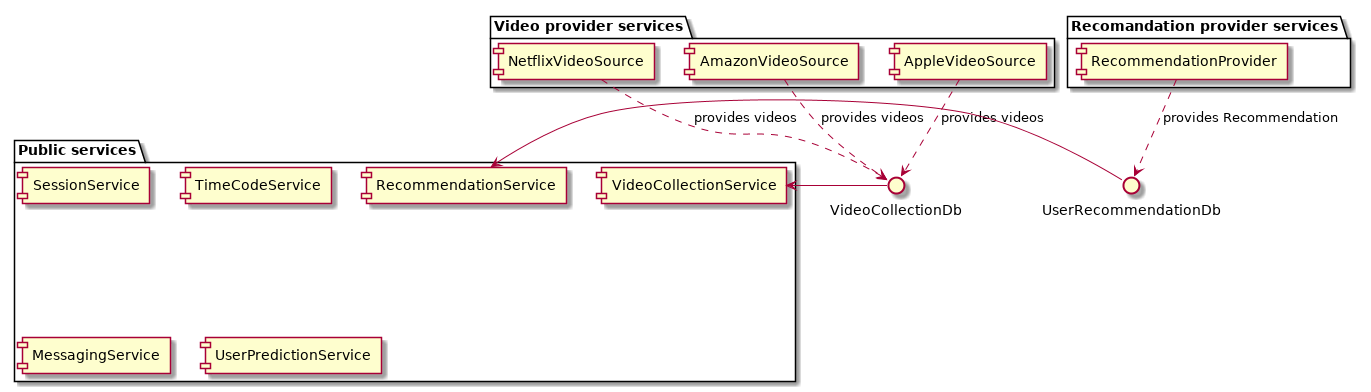 Video provider services
Recomandation provider services
NetflixVideoSource
AmazonVideoSource
AppleVideoSource
RecommendationProvider
provides videos
provides videos
provides videos
provides Recommendation
Public services
SessionService
TimeCodeService
RecommendationService
VideoCollectionService
VideoCollectionDb
UserRecommendationDb
MessagingService
UserPredictionService